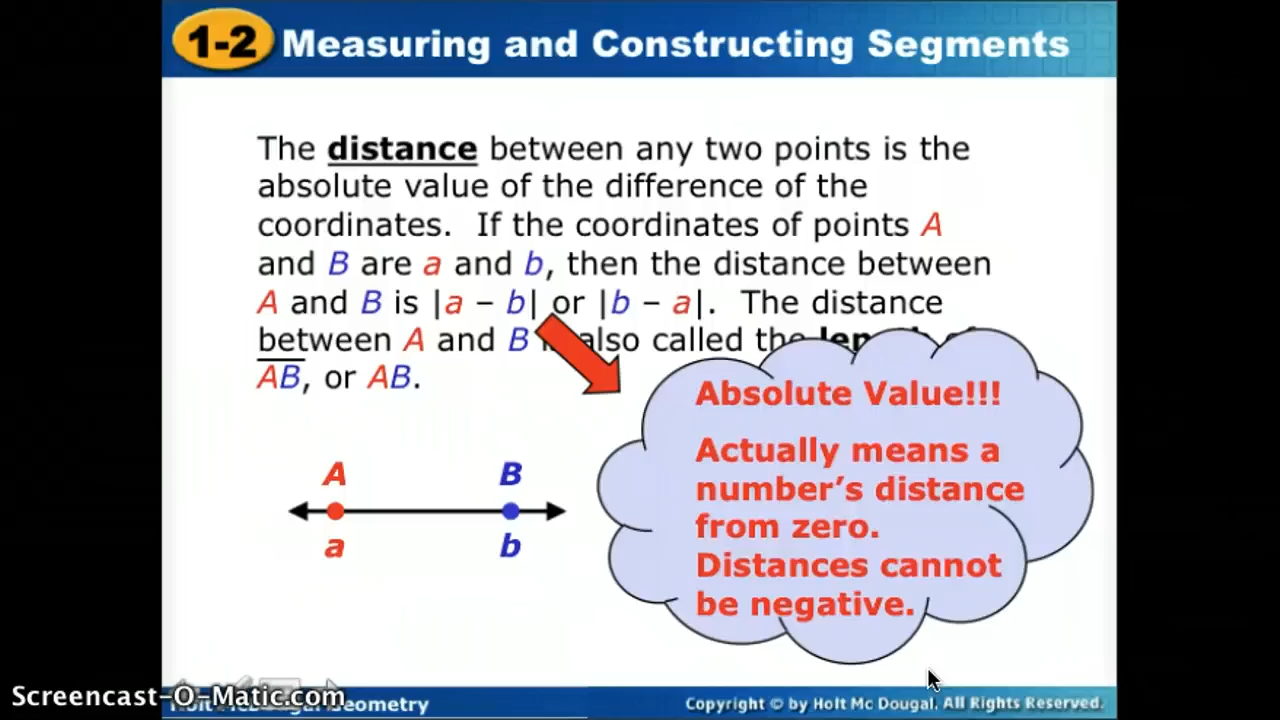 1-2 Measuring and Constructing Segments
The distance between any two points is the
absolute value of the difference of the
coordinates. If the coordinates of points A
and B are a and b, then the distance between
A and B is |a – b| or |b – a|. The distance
between A and B also called the
AB, or AB.
Absolute Value!!!
Actually means a
number's distance
from zero.
Distances cannot
be negative.
A B
a b
Screencast-O-Matic.com
Geometry
Copyright © by Holt Mc Dougal. All Rights Reserved.